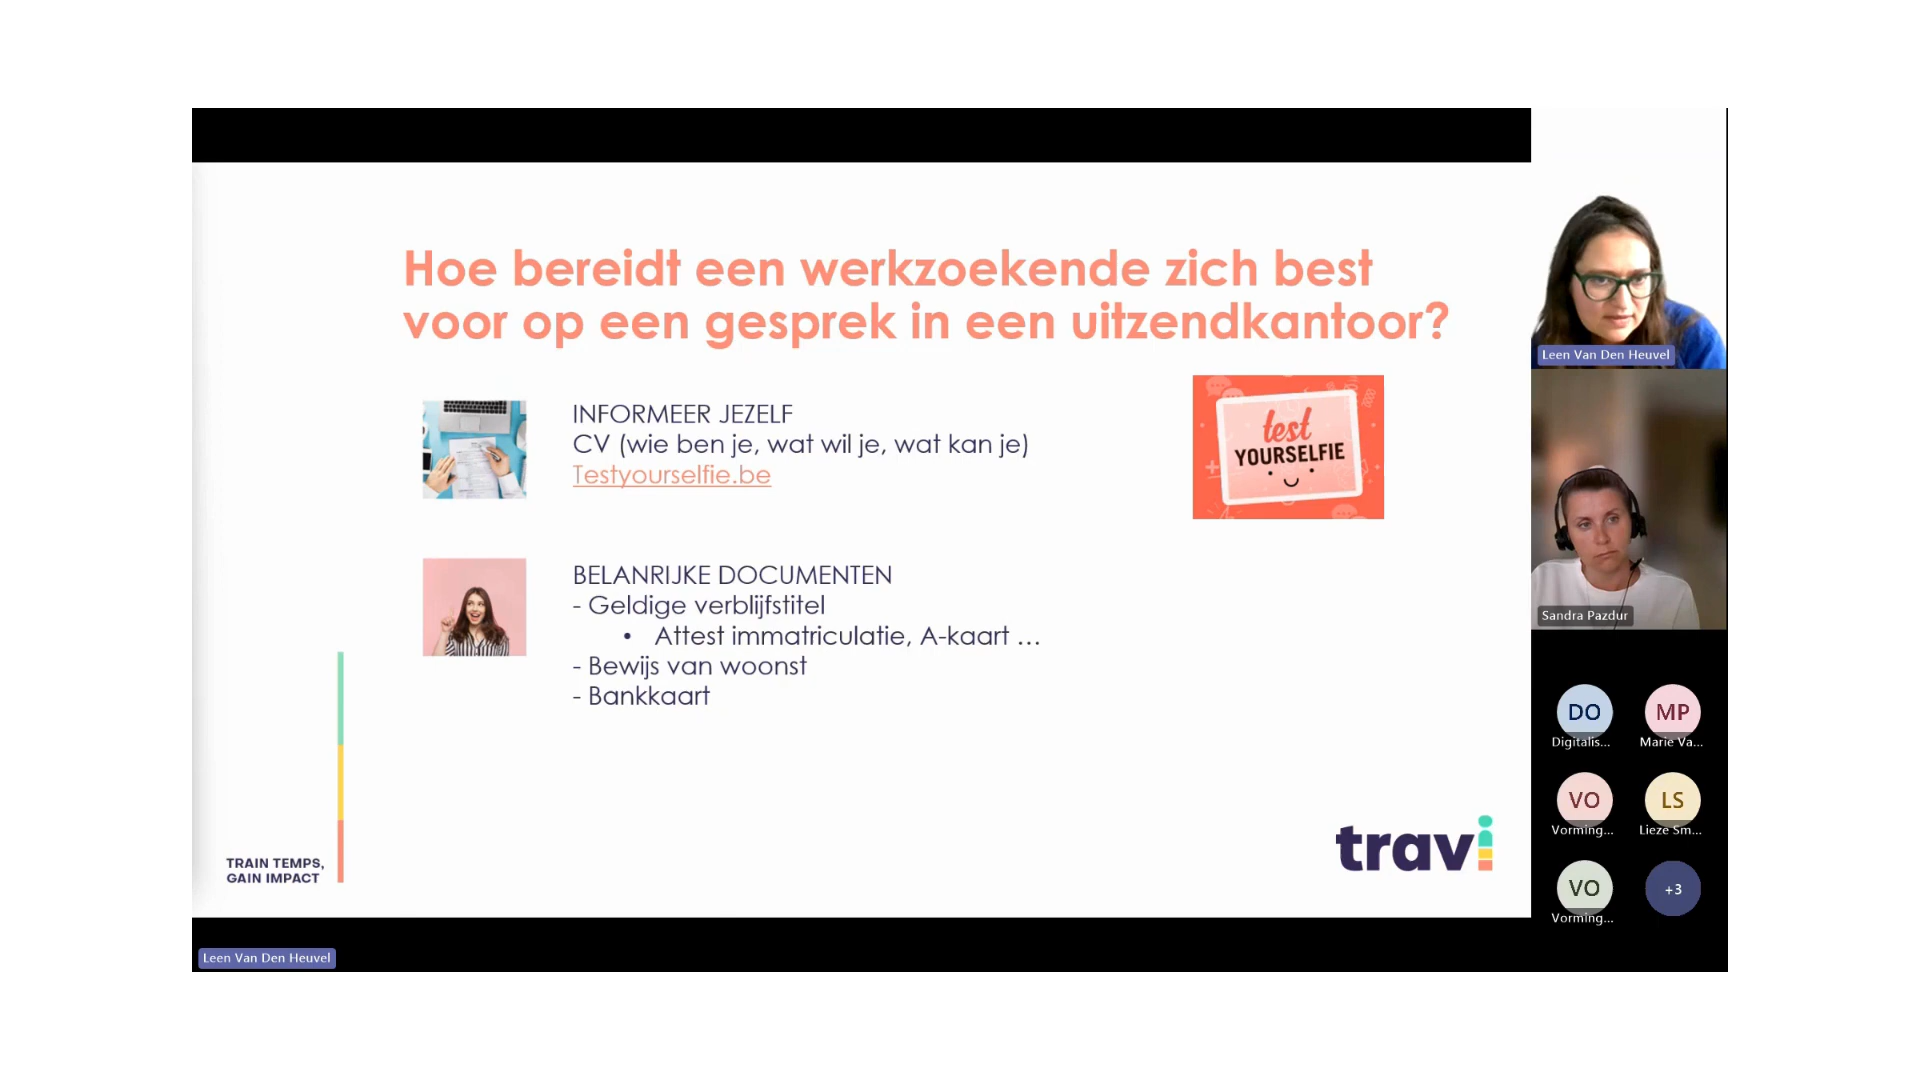 Hoe bereidt een werkzoekende zich best
voor op een gesprek in een uitzendkantoor?
INFORMEER JEZELF
CV (wie ben je, wat wil je, wat kan je)
Testyourselfie.be
test
YOURSELFIE
BELANRIJKE DOCUMENTEN
- Geldige verblijfstitel
• Attest immatriculatie, A-kaart ...
- Bewijs van woonst
- Bankkaart
TRAIN TEMPS,
GAIN IMPACT
travi
Leen Van Den Heuvel
Leen Van Den Heuvel
Sandra Pazdur
DO
Digitalis...
MP
Marie Va...
VO
Vorming...
LS
Lieze Sm...
VO
Vorming...
+3